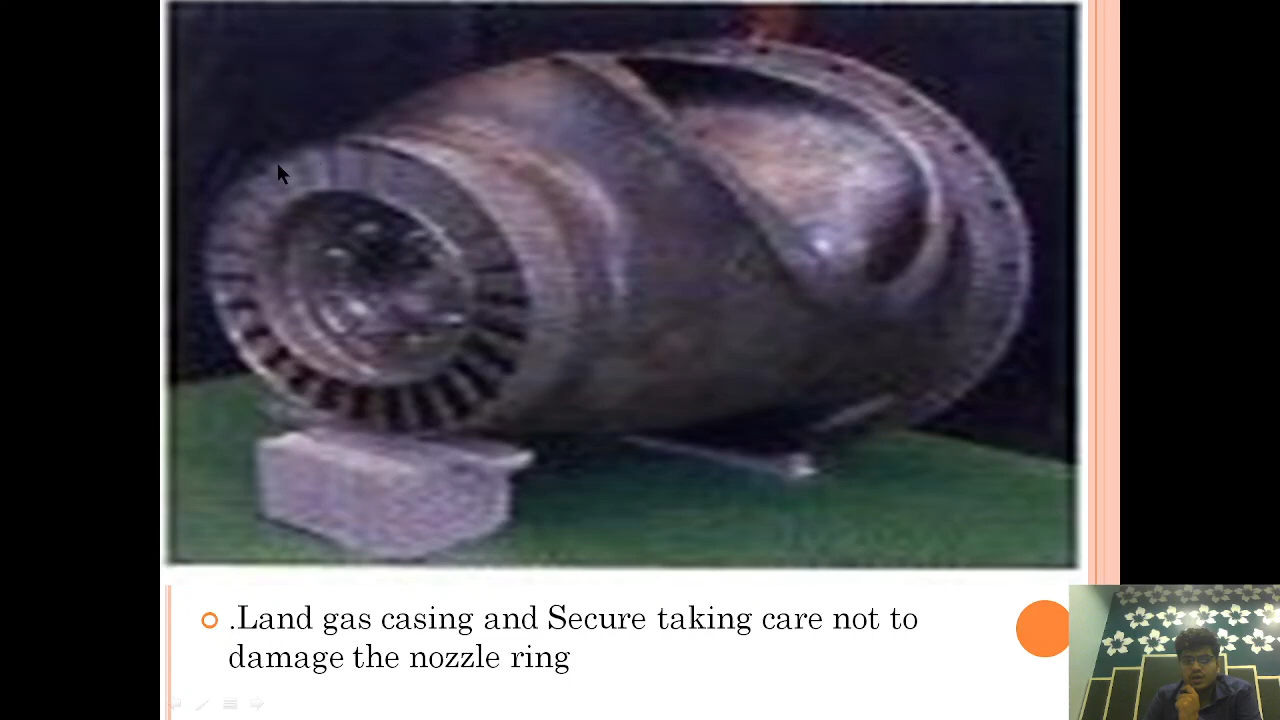 .Land gas casing and Secure taking care not to
damage the nozzle ring